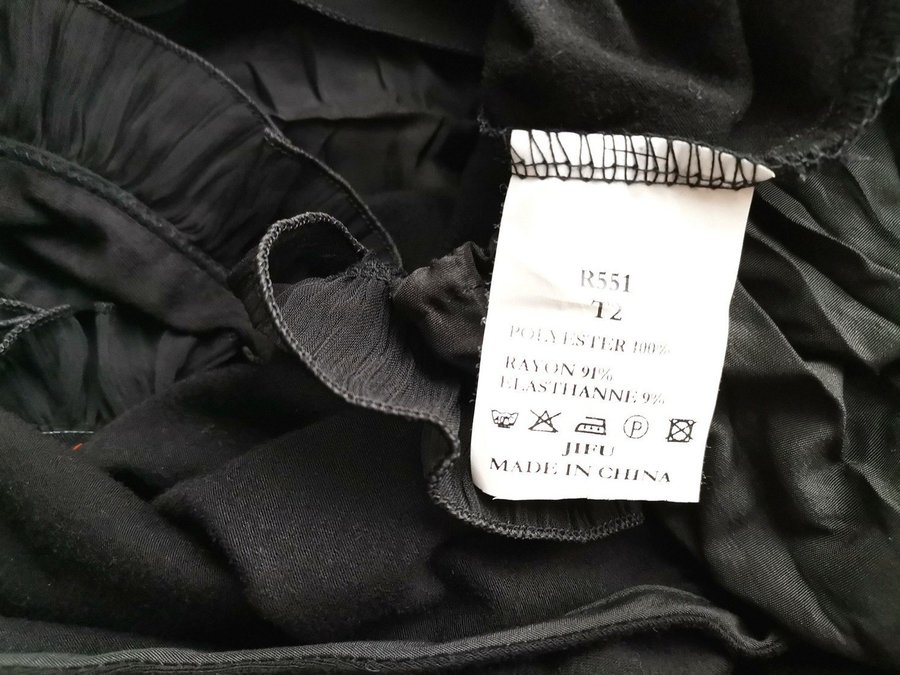 R551
T2
POLYESTER 100%
RAYON 91%
ELASTHANNE 9%
P
JIFU
MADE IN CHINA